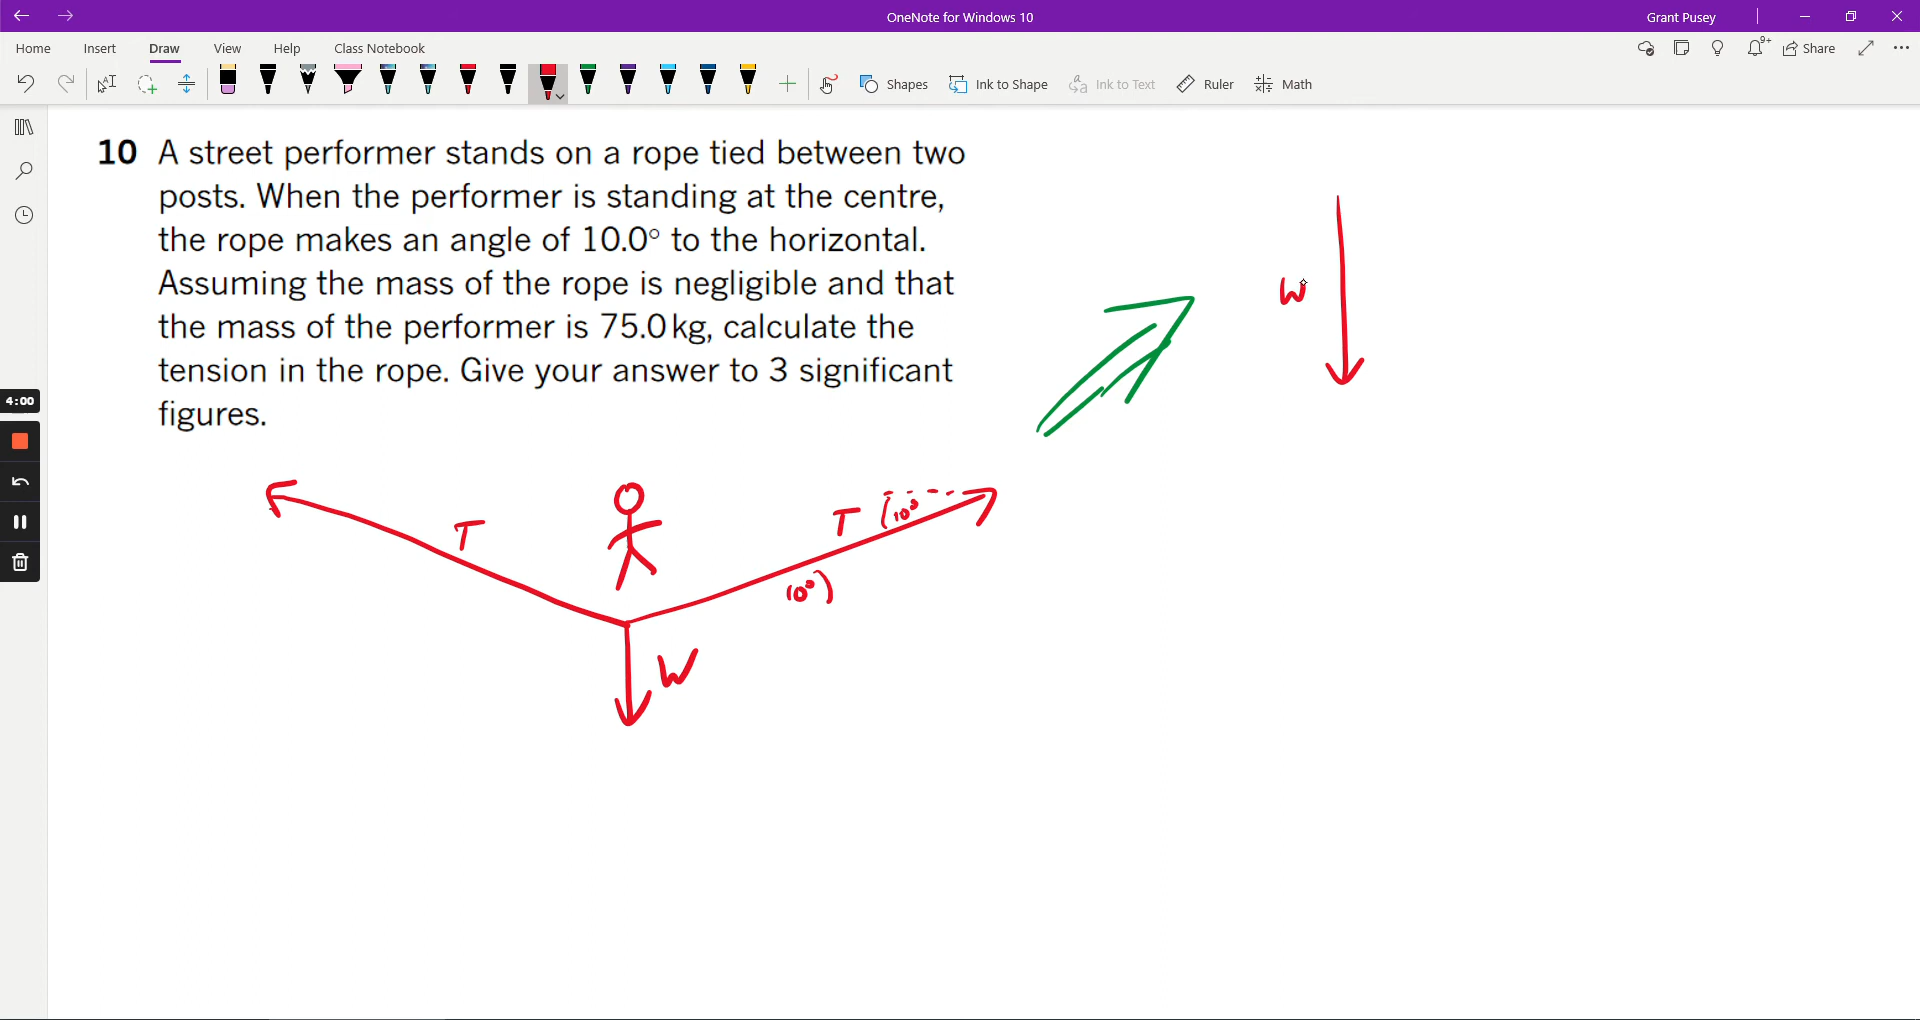 OneNote for Windows 10
Grant Pusey
Home Insert Draw View Help Class Notebook
9+ Share
Shapes Ink to Shape Ink to Text Ruler Math
10 A street performer stands on a rope tied between two
posts. When the performer is standing at the centre,
the rope makes an angle of 10.0° to the horizontal.
Assuming the mass of the rope is negligible and that
the mass of the performer is 75.0 kg, calculate the
tension in the rope. Give your answer to 3 significant
figures.
W
4:00
T
T
10°
10°
W